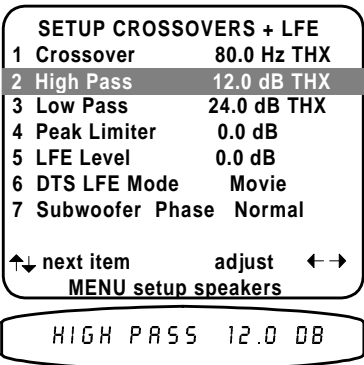 SETUP CROSSOVERS + LFE
1 Crossover 80.0 Hz THX
2 High Pass 12.0 dB THX
3 Low Pass 24.0 dB THX
4 Peak Limiter 0.0 dB
5 LFE Level 0.0 dB
6 DTS LFE Mode Movie
7 Subwoofer Phase Normal
↑↓ next item adjust ←→
MENU setup speakers
HIGH PASS 12.0 DB